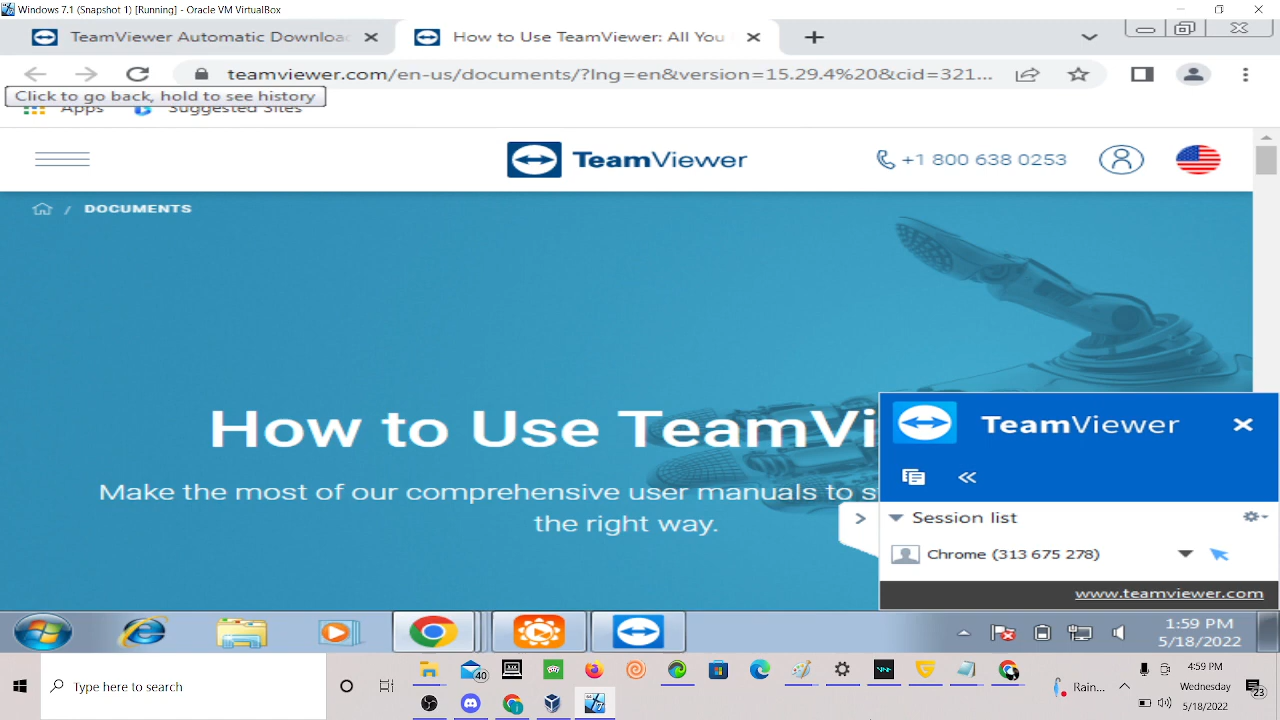 Windows 7.1 (Snapshot 1) [Running] - Oracle VM VirtualBox
TeamViewer Automatic Downloa
How to Use TeamViewer: All You
teamviewer.com/en-us/documents/?lng=en&version=15.29.4%20&cid=321...
Click to go back, hold to see history
Apps
Suggested Sites
TeamViewer
+1 800 638 0253
/ DOCUMENTS
How to Use TeamVi
Make the most of our comprehensive user manuals to s
the right way.
TeamViewer
Session list
Chrome (313 675 278)
www.teamviewer.com
1:59 PM
5/18/2022
Type here to search
40
Rain...
4:59 PM
Wednesday
5/18/2022
23